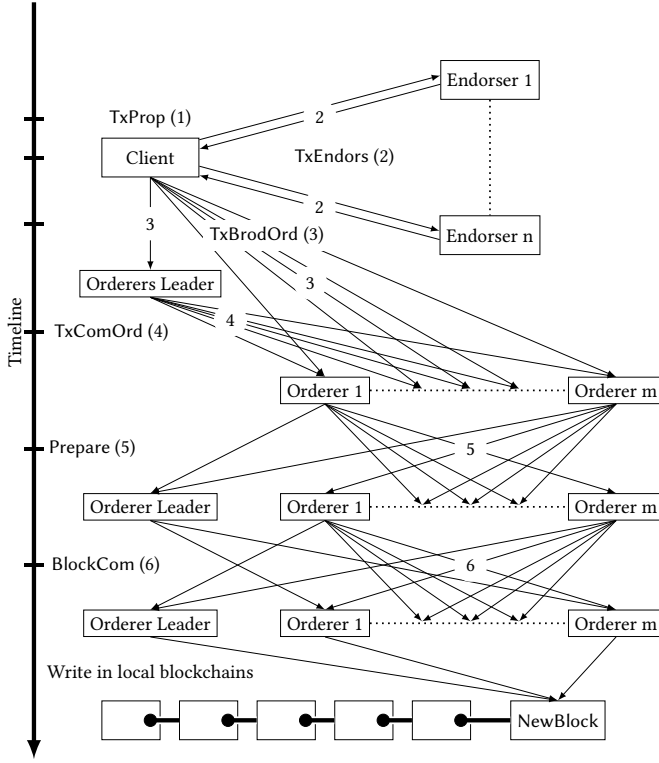 Endorser 1
TxProp (1)
2
Client
TxEndors (2)
2
3
TxBrodOrd (3)
Endorser n
Orderers Leader
3
Timeline
TxComOrd (4)
4
Orderer 1
Orderer m
Prepare (5)
5
Orderer Leader
Orderer 1
Orderer m
BlockCom (6)
6
Orderer Leader
Orderer 1
Orderer m
Write in local blockchains
NewBlock